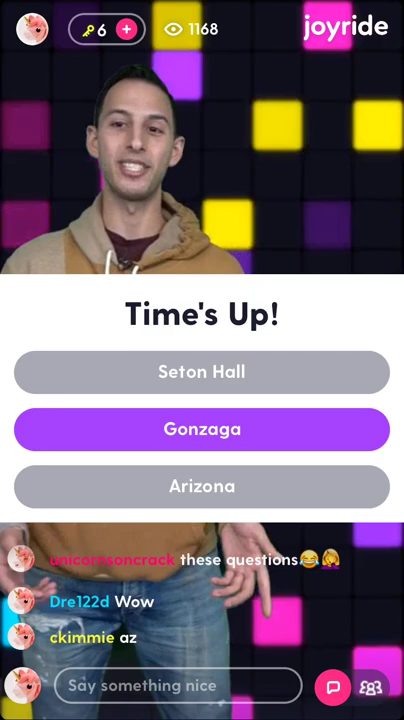 6
1168
joyride
Time's Up!
Seton Hall
Gonzaga
Arizona
unicornsoncrack these questions😂🤦‍♀️
Dre122d Wow
ckimmie az
Say something nice